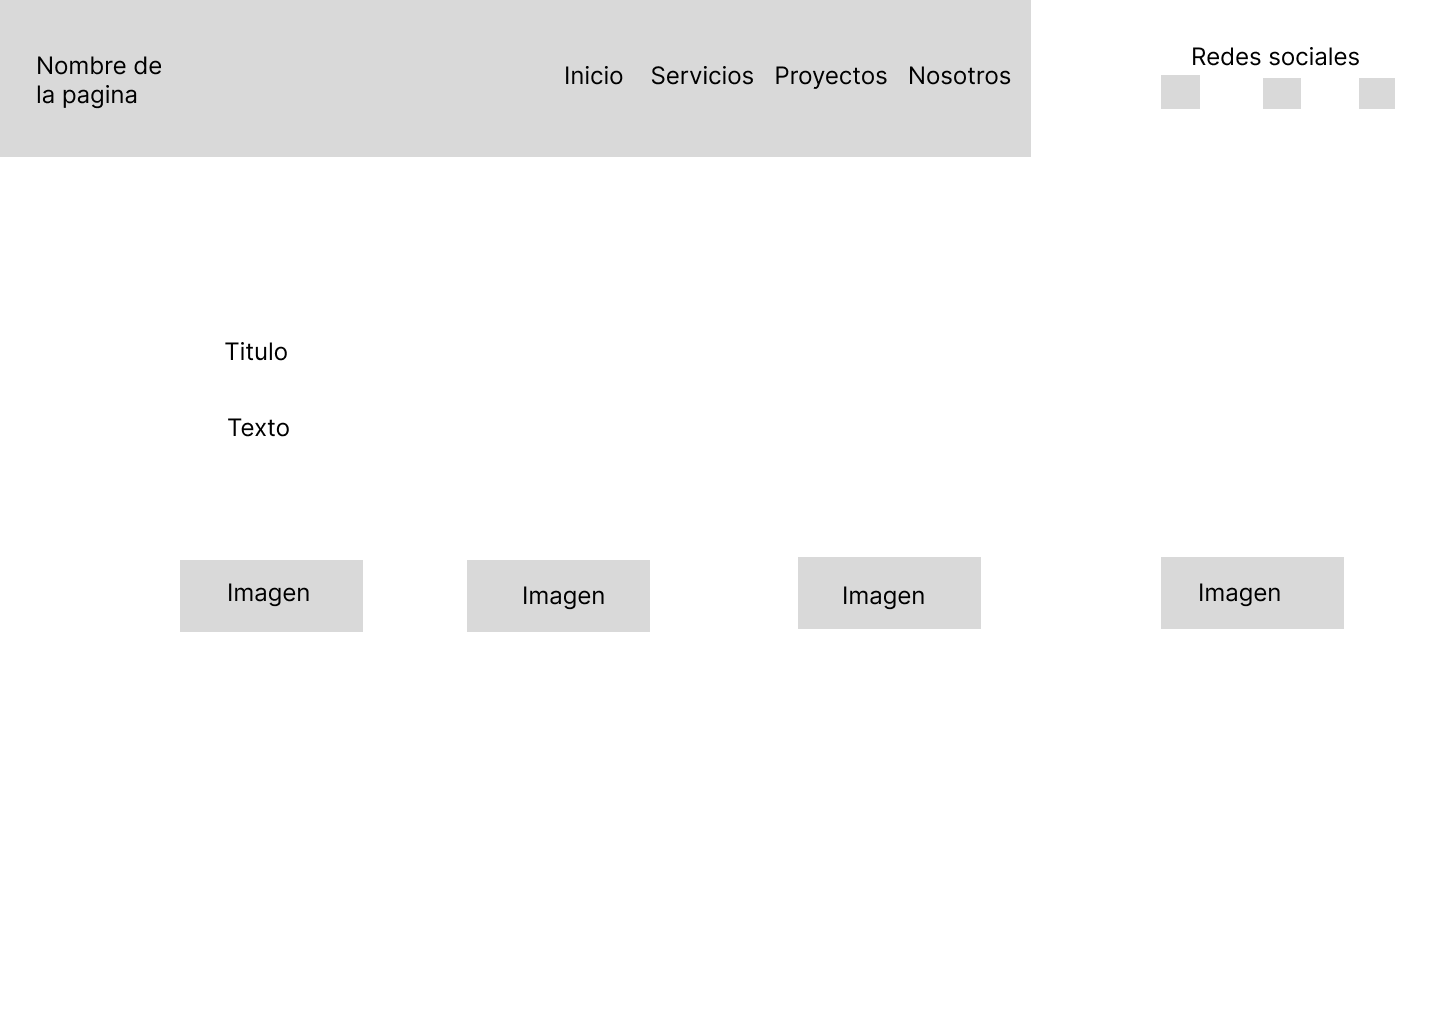 Nombre de
la pagina
Inicio Servicios Proyectos Nosotros
Redes sociales
Titulo
Texto
Imagen Imagen Imagen Imagen